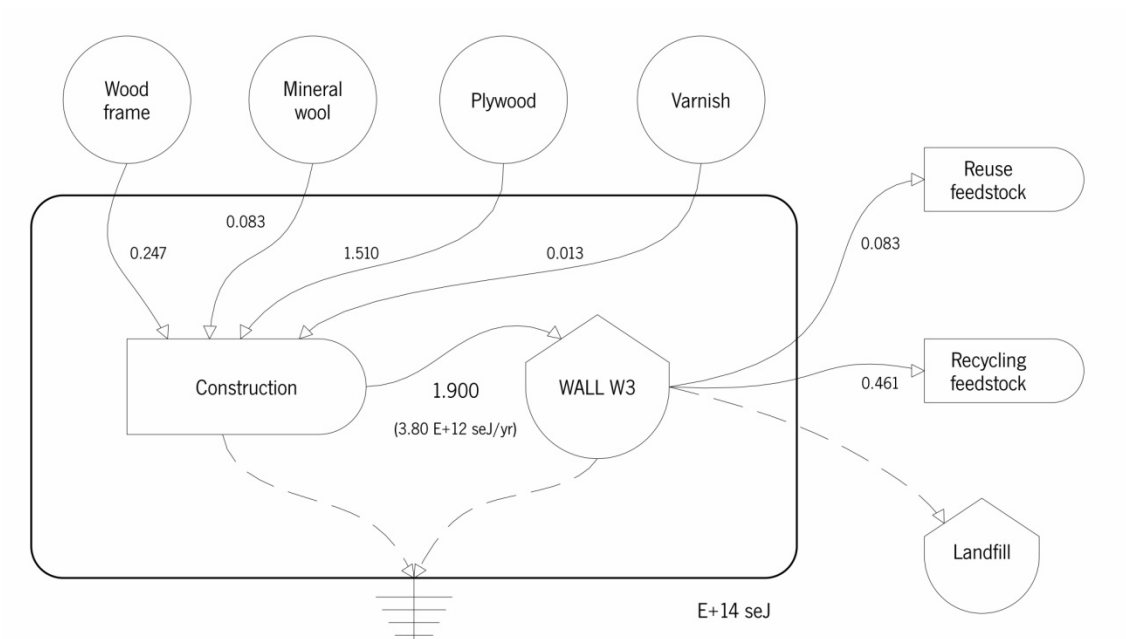 Wood
frame
Mineral
wool
Plywood
Varnish
Reuse
feedstock
0.083
0.247
1.510
0.013
0.083
Construction
1.900
(3.80 E+12 seJ/yr)
WALL W3
Recycling
feedstock
0.461
Landfill
E+14 seJ